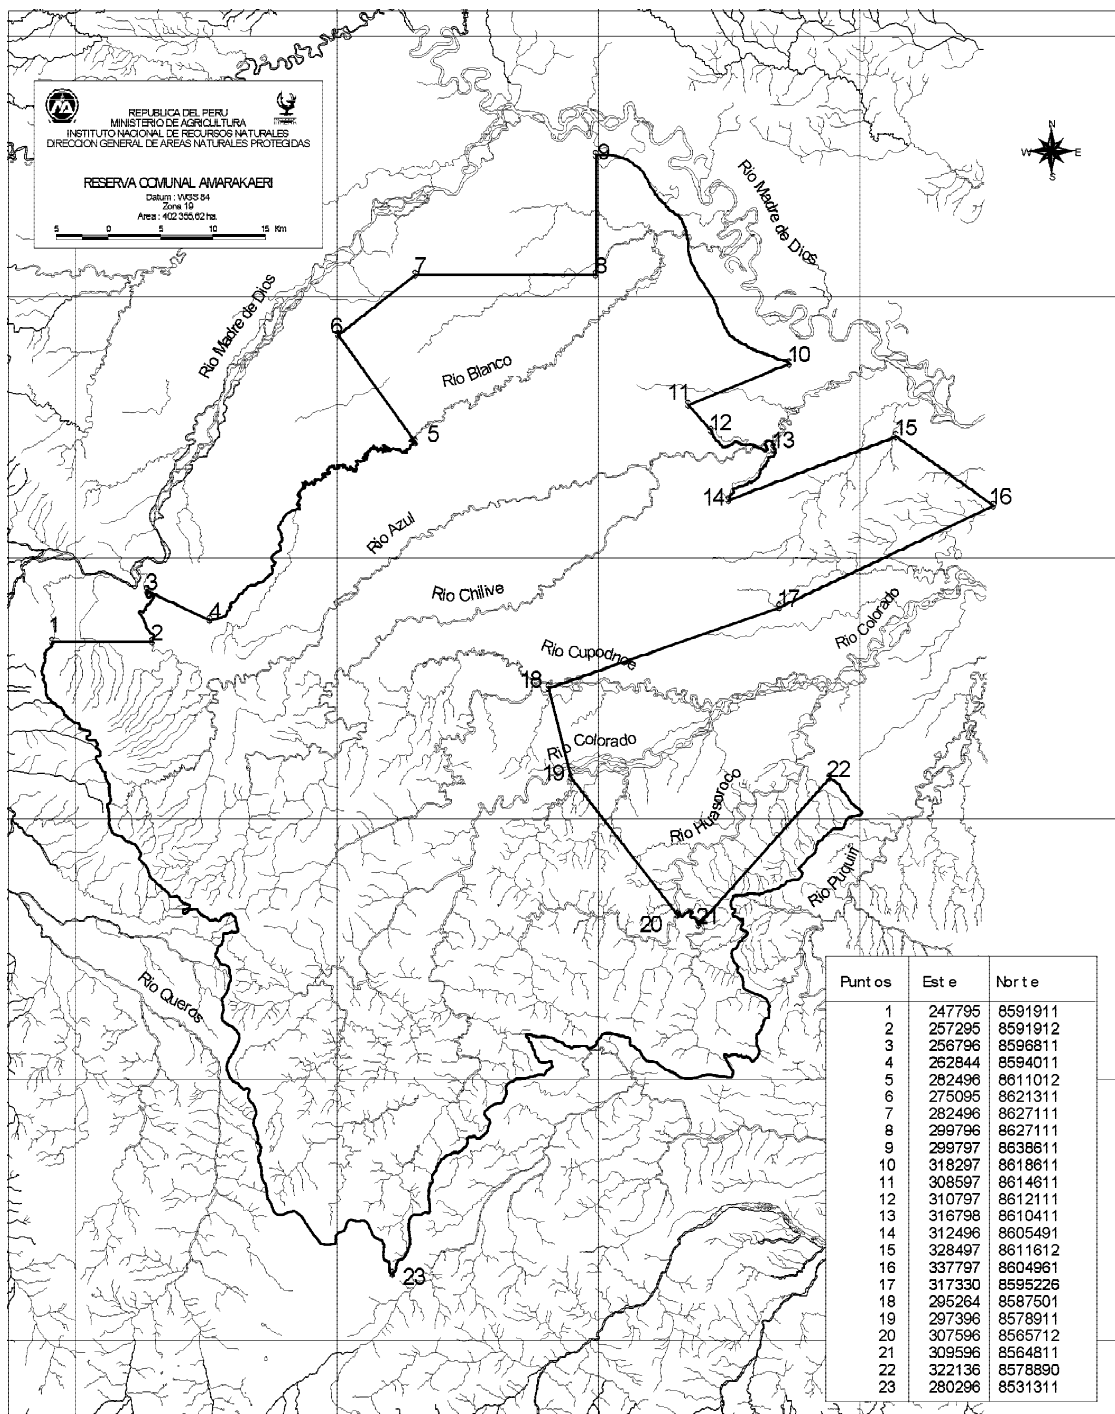 REPUBLICA DEL PERU
MINISTERIO DE AGRICULTURA
INSTITUTO NACIONAL DE RECURSOS NATURALES
DIRECCION GENERAL DE AREAS NATURALES PROTEGIDAS
RESERVA COMUNAL AMARAKAERI
Datum : WGS 84
Zona 19
Area : 402 355.62 ha.
5 0 5 10 15 Km
N
W E
S
9
Rio Madre de Dios
7
8
Rio Madre de Dios
6
Rio Blanco
10
11
12
5
13
15
14
16
Rio Azul
3
Rio Chilive
4
17
Rio Colorado
1
2
Rio Cupodnoe
18
Rio Colorado
19
22
Rio Huasoroco
Rio Puquiri
20
21
Rio Queros
23
Puntos Este Norte
1 247795 8591911
2 257295 8591912
3 256796 8596811
4 262844 8594011
5 282496 8611012
6 275095 8621311
7 282496 8627111
8 299796 8627111
9 299797 8638611
10 318297 8618611
11 308597 8614611
12 310797 8612111
13 316798 8610411
14 312496 8605491
15 328497 8611612
16 337797 8604961
17 317330 8595226
18 295264 8587501
19 297396 8578911
20 307596 8565712
21 309596 8564811
22 322136 8578890
23 280296 8531311